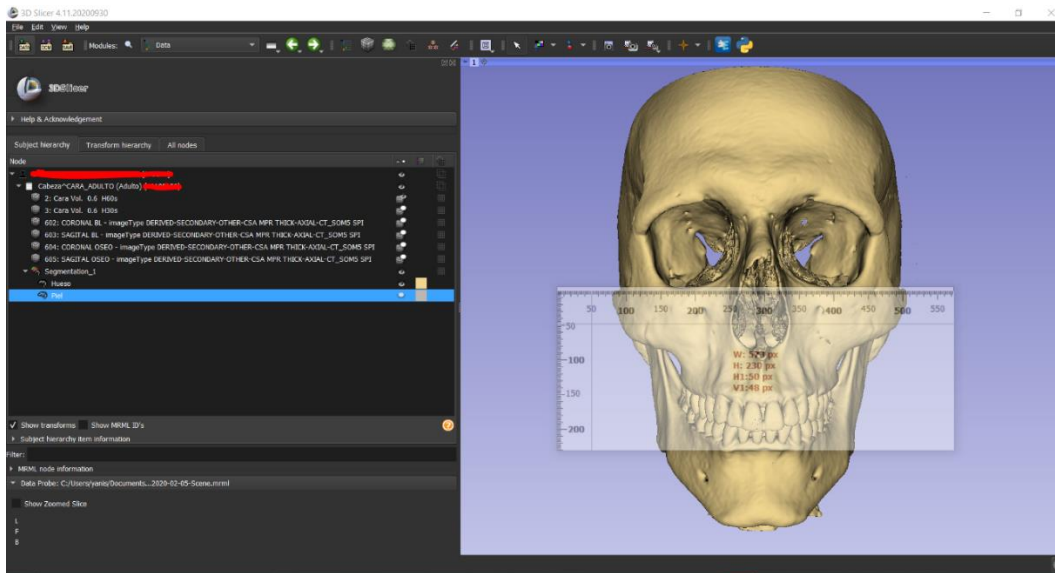 3D Slicer 4.11.20200930
File Edit View Help
Modules: Data
1
3DSlicer
Help & Acknowledgement
Subject hierarchy Transform hierarchy All nodes
Node
Cabeza^CARA_ADULTO (Adulto)
2: Cara Vol. 0.6 H60s
3: Cara Vol. 0.6 H30s
602: CORONAL BL - imageType DERIVED-SECONDARY-OTHER-CSA MPR THICK-AXIAL-CT_SOM5 SPI
603: SAGITAL BL - imageType DERIVED-SECONDARY-OTHER-CSA MPR THICK-AXIAL-CT_SOM5 SPI
604: CORONAL OSEO - imageType DERIVED-SECONDARY-OTHER-CSA MPR THICK-AXIAL-CT_SOM5 SPI
605: SAGITAL OSEO - imageType DERIVED-SECONDARY-OTHER-CSA MPR THICK-AXIAL-CT_SOM5 SPI
Segmentation_1
Hueso
Piel
50 100 150 200 250 300 350 400 450 500 550
50
100
150
200
W: 573 px
H: 230 px
H1:50 px
V1:48 px
Show transforms Show MRML ID's
Subject hierarchy item information
Filter:
MRML node information
Data Probe: C:/Users/yanis/Documents...2020-02-05-Scene.mrml
Show Zoomed Slice
L
F
B